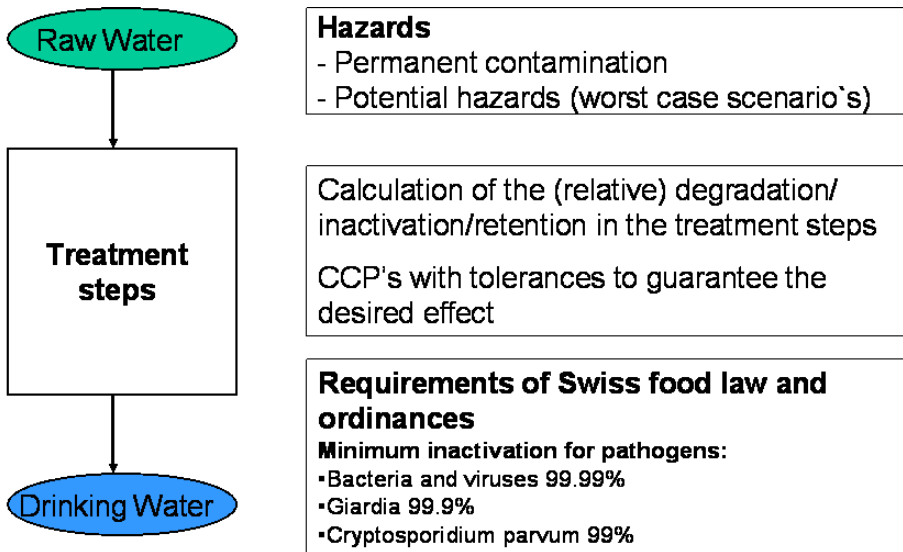 Raw Water
Hazards
- Permanent contamination
- Potential hazards (worst case scenario`s)
Treatment
steps
Calculation of the (relative) degradation/
inactivation/retention in the treatment steps
CCP's with tolerances to guarantee the
desired effect
Drinking Water
Requirements of Swiss food law and
ordinances
Minimum inactivation for pathogens:
▪Bacteria and viruses 99.99%
▪Giardia 99.9%
▪Cryptosporidium parvum 99%